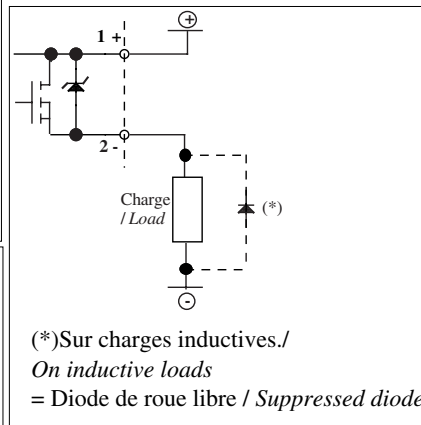 +
1 +
2 -
Charge
/ Load
(*)
-
(*)Sur charges inductives./
On inductive loads
= Diode de roue libre / Suppressed diode